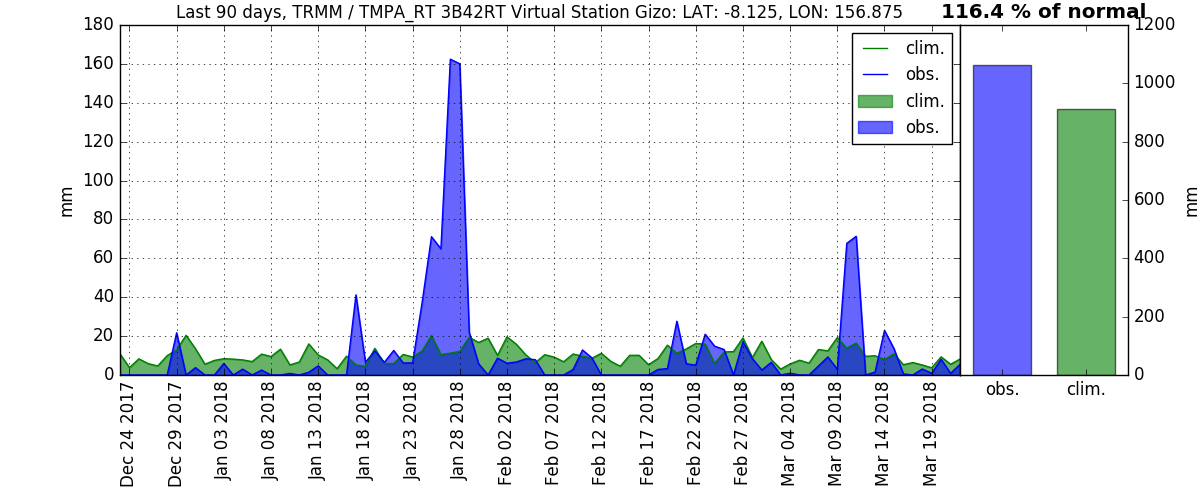 Last 90 days, TRMM / TMPA_RT 3B42RT Virtual Station Gizo: LAT: -8.125, LON: 156.875
116.4 % of normal
180
160
140
120
100
80
60
40
20
0
mm
clim.
obs.
clim.
obs.
1200
1000
800
600
400
200
0
mm
Dec 24 2017
Dec 29 2017
Jan 03 2018
Jan 08 2018
Jan 13 2018
Jan 18 2018
Jan 23 2018
Jan 28 2018
Feb 02 2018
Feb 07 2018
Feb 12 2018
Feb 17 2018
Feb 22 2018
Feb 27 2018
Mar 04 2018
Mar 09 2018
Mar 14 2018
Mar 19 2018
obs.
clim.